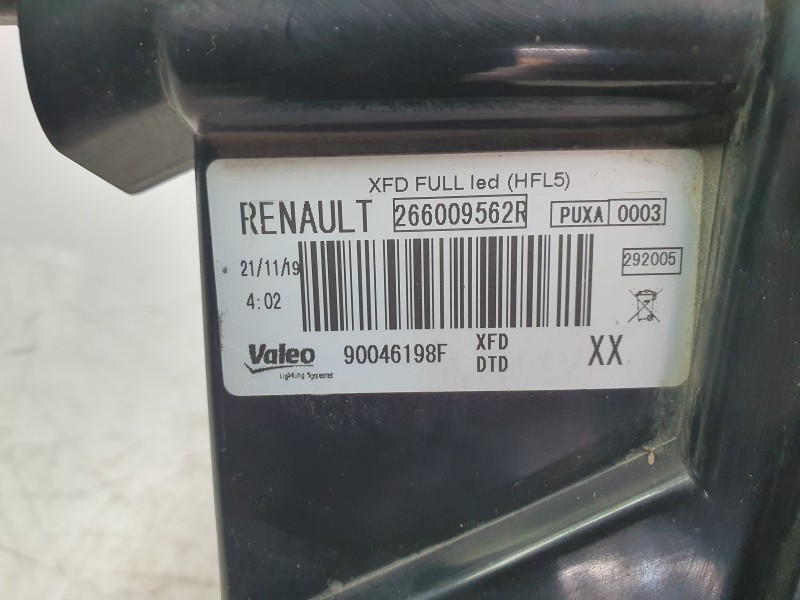 XFD FULL led (HFL5)
RENAULT 266009562R PUXA 0003
21/11/19 292005
4:02
Valeo 90046198F XFD XX
Lighting Systems DTD